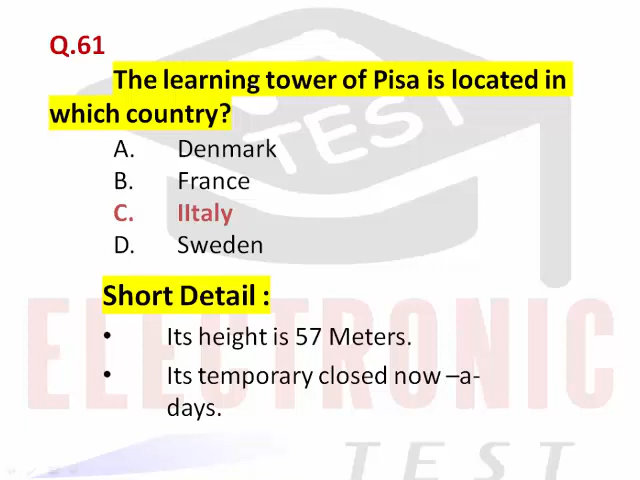 Q.61
The learning tower of Pisa is located in
which country?
A. Denmark
B. France
C. IItaly
D. Sweden
Short Detail :
• Its height is 57 Meters.
• Its temporary closed now –a-
days.
TEST
ELECTRONIC
TEST